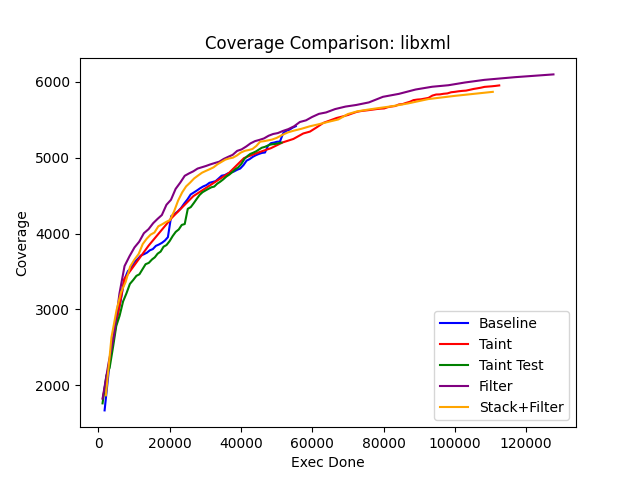 Coverage Comparison: libxml
6000
5000
4000
3000
2000
Coverage
0
20000
40000
60000
80000
100000
120000
Exec Done
Baseline
Taint
Taint Test
Filter
Stack+Filter